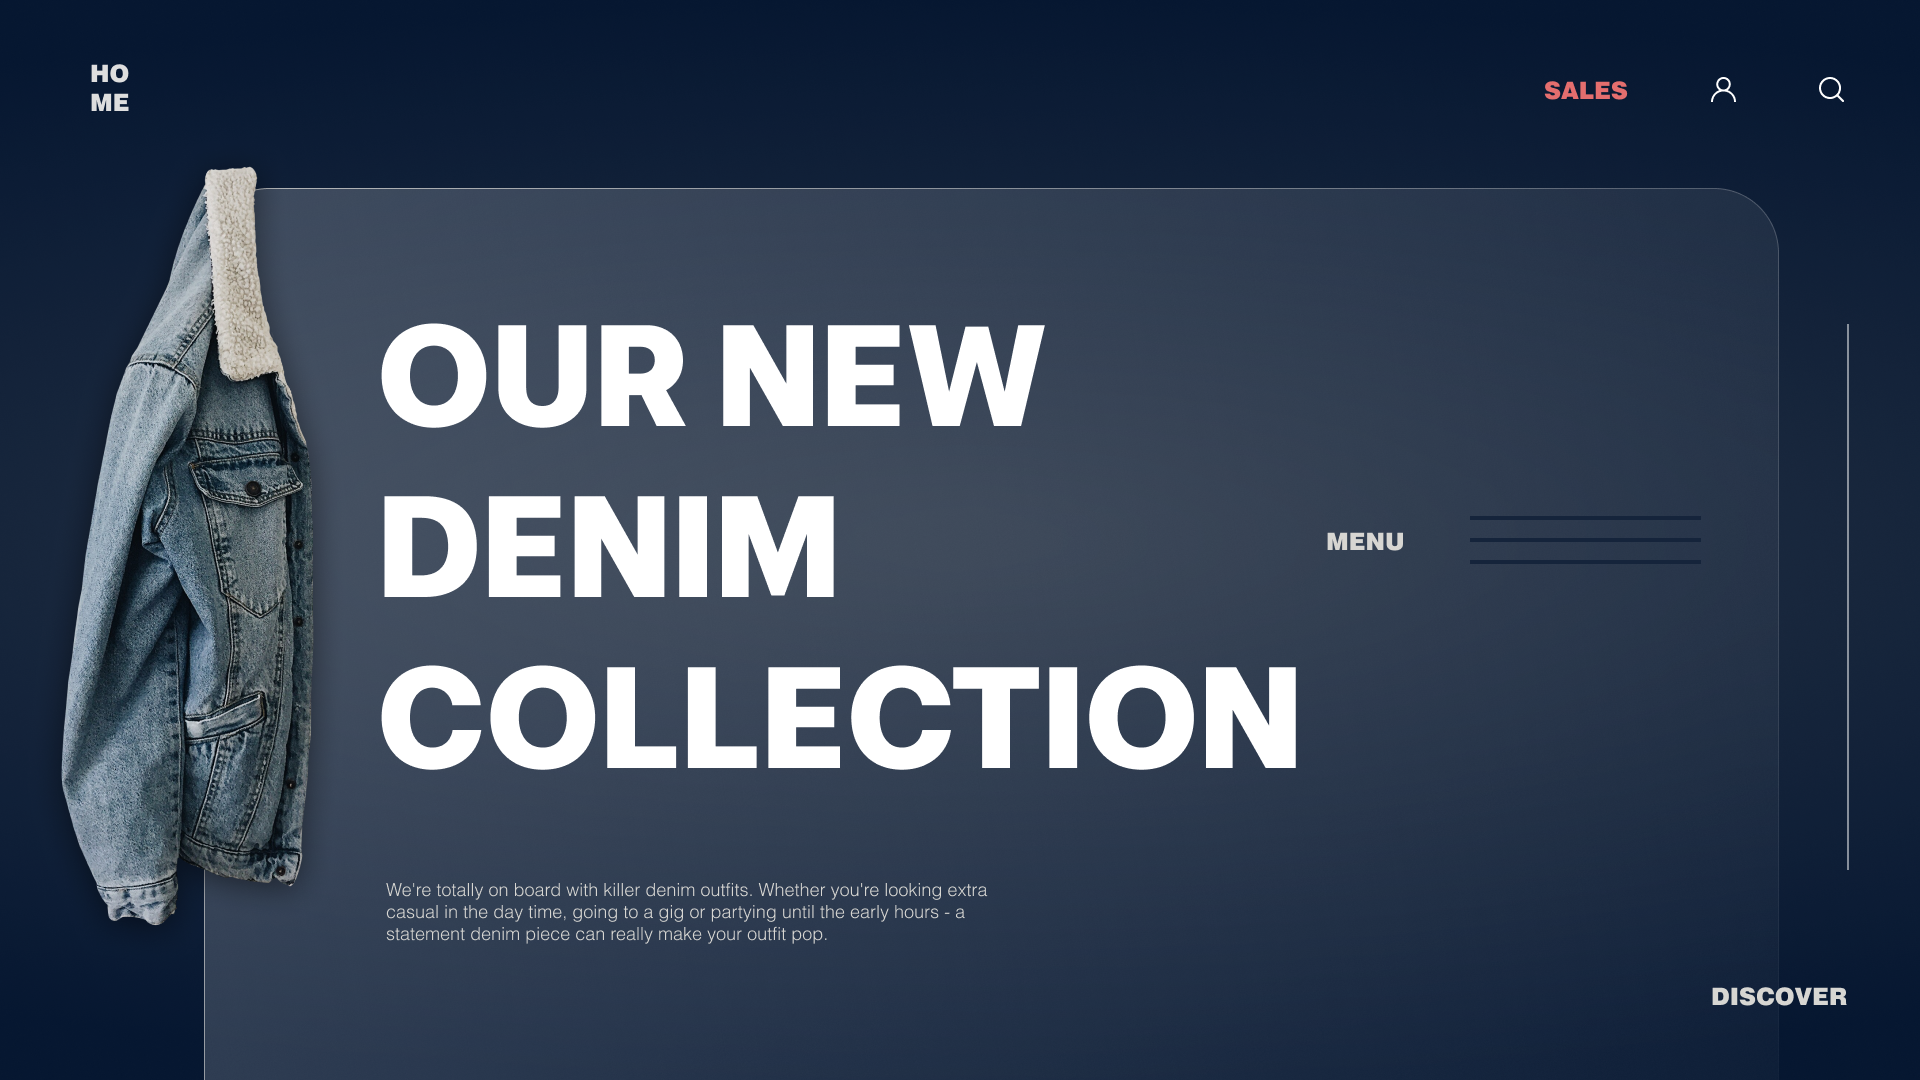 HO
ME
SALES
OUR NEW
DENIM
COLLECTION
MENU
We're totally on board with killer denim outfits. Whether you're looking extra
casual in the day time, going to a gig or partying until the early hours - a
statement denim piece can really make your outfit pop.
DISCOVER